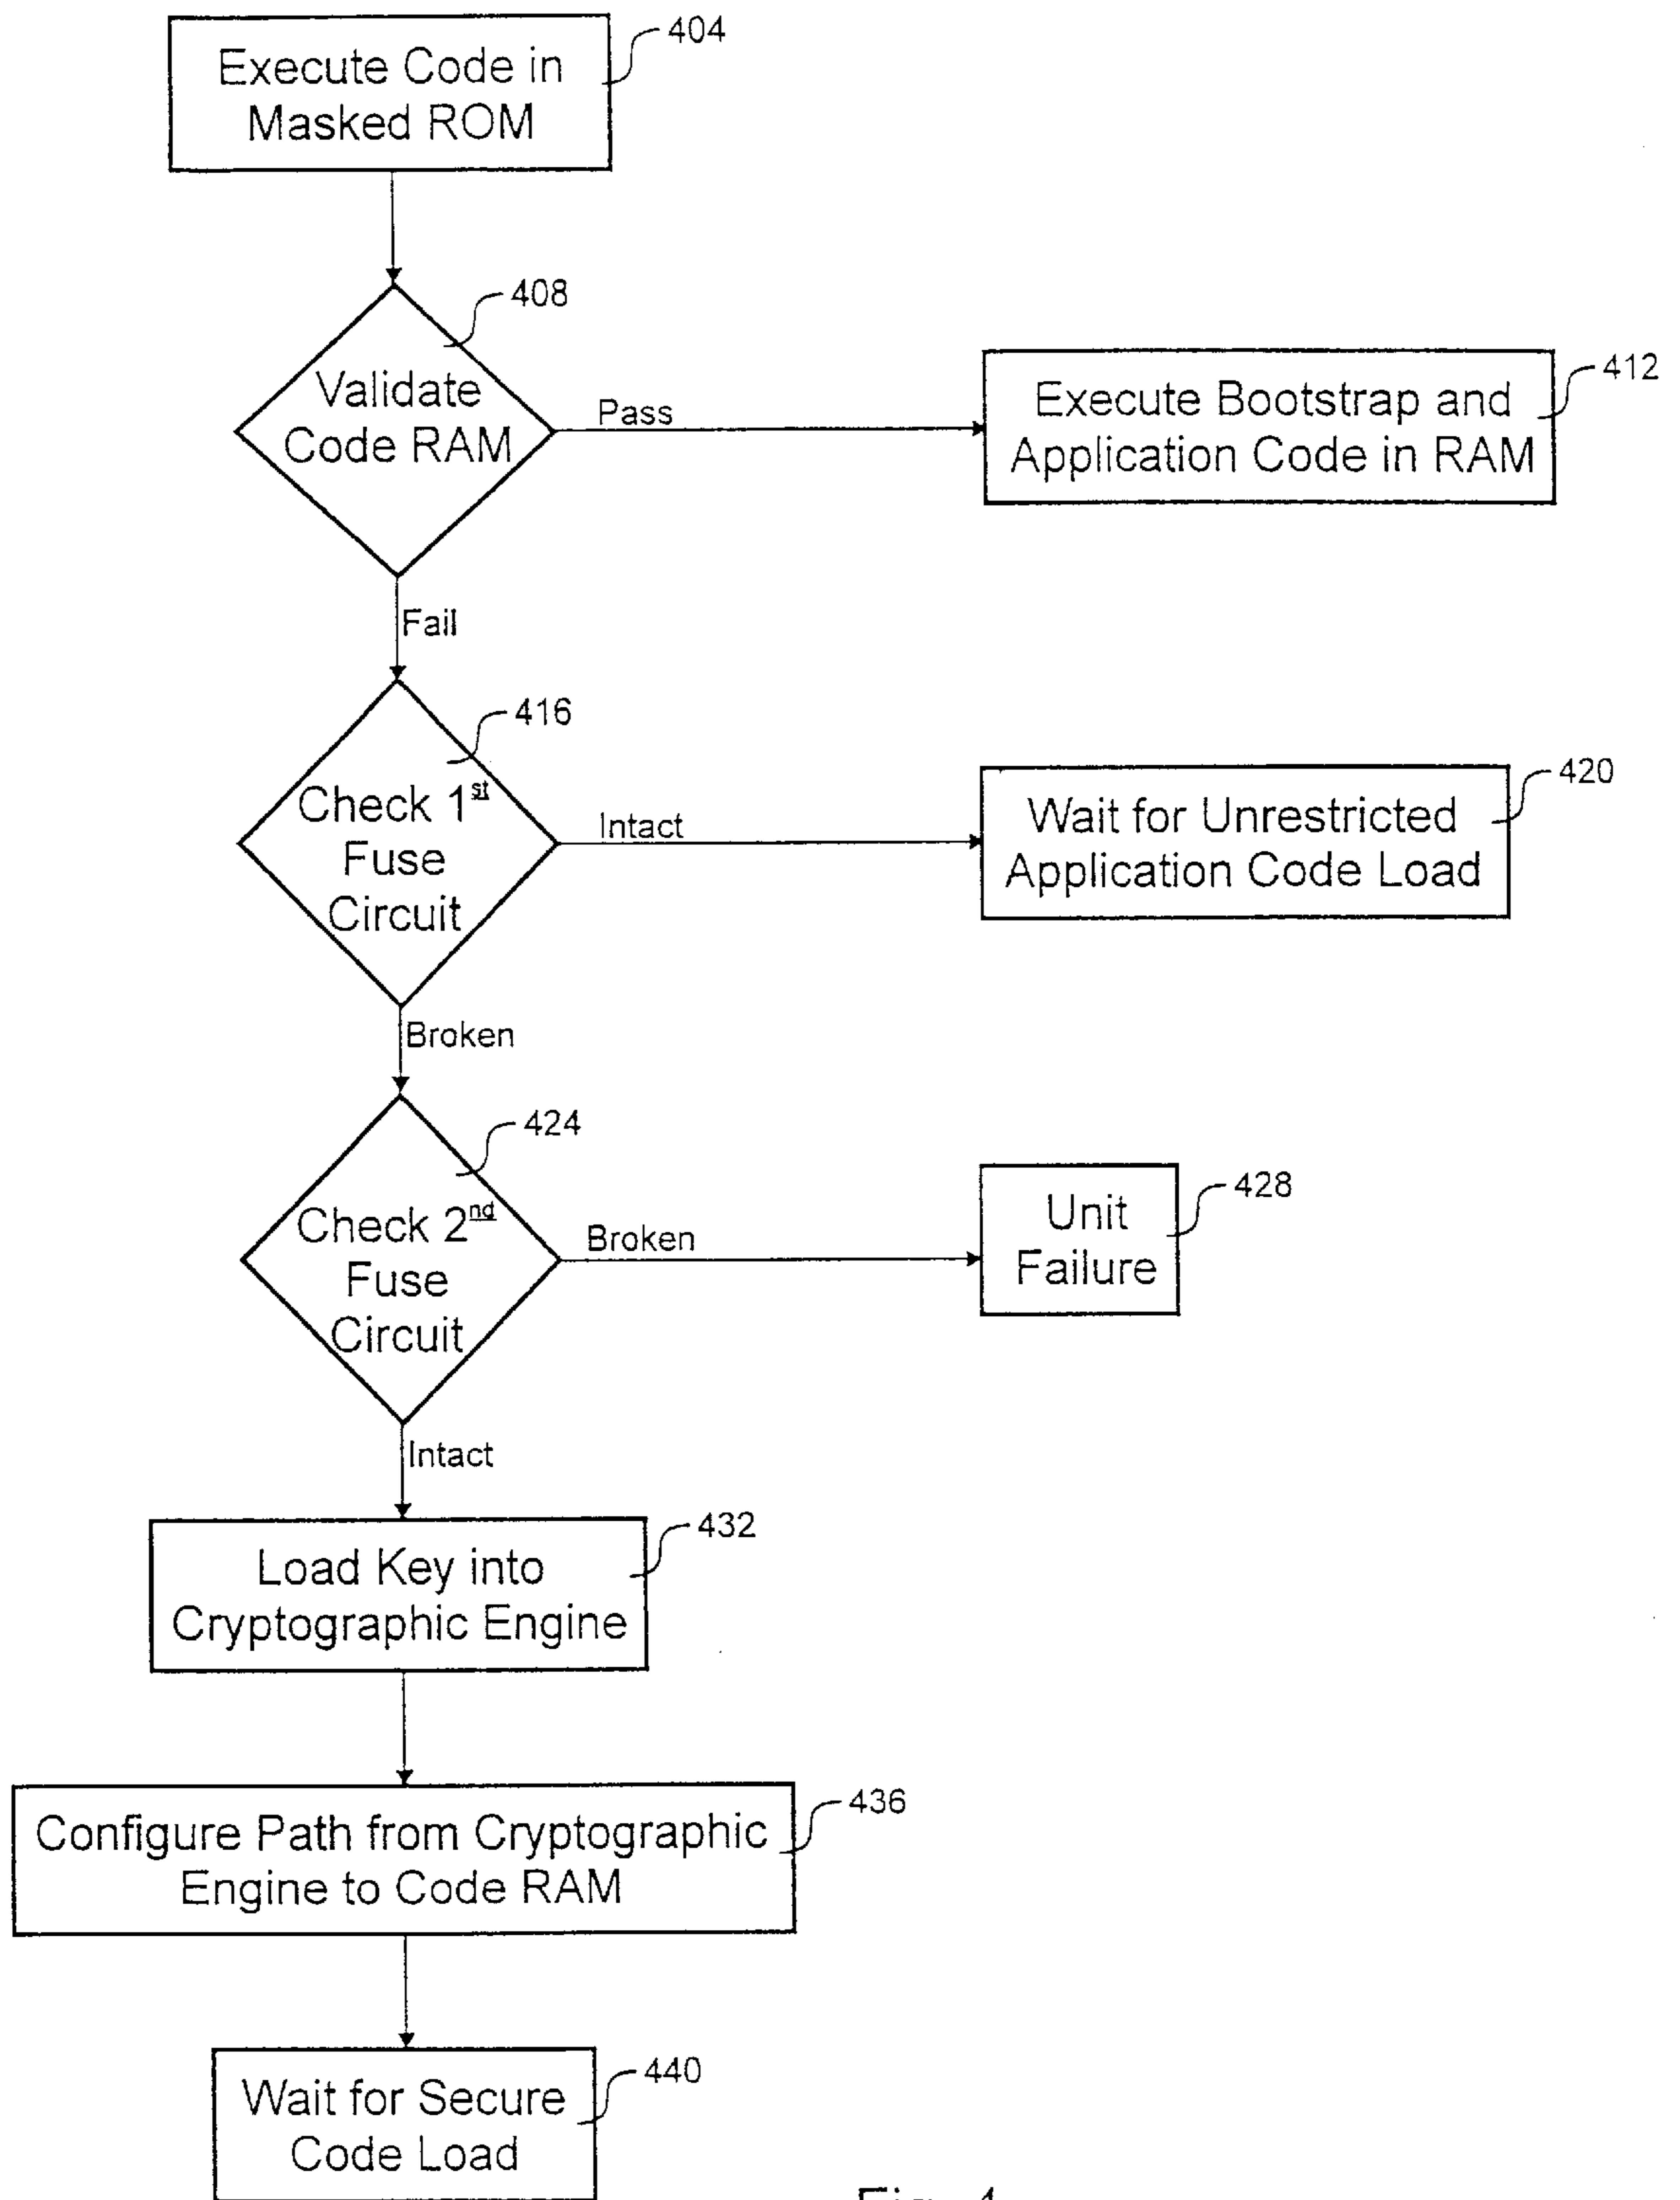 Execute Code in
Masked ROM
404
Validate
Code RAM
408
Pass
Execute Bootstrap and
Application Code in RAM
412
Fail
Check 1st
Fuse
Circuit
416
Intact
Wait for Unrestricted
Application Code Load
420
Broken
Check 2nd
Fuse
Circuit
424
Broken
Unit
Failure
428
Intact
Load Key into
Cryptographic Engine
432
Configure Path from Cryptographic
Engine to Code RAM
436
Wait for Secure
Code Load
440